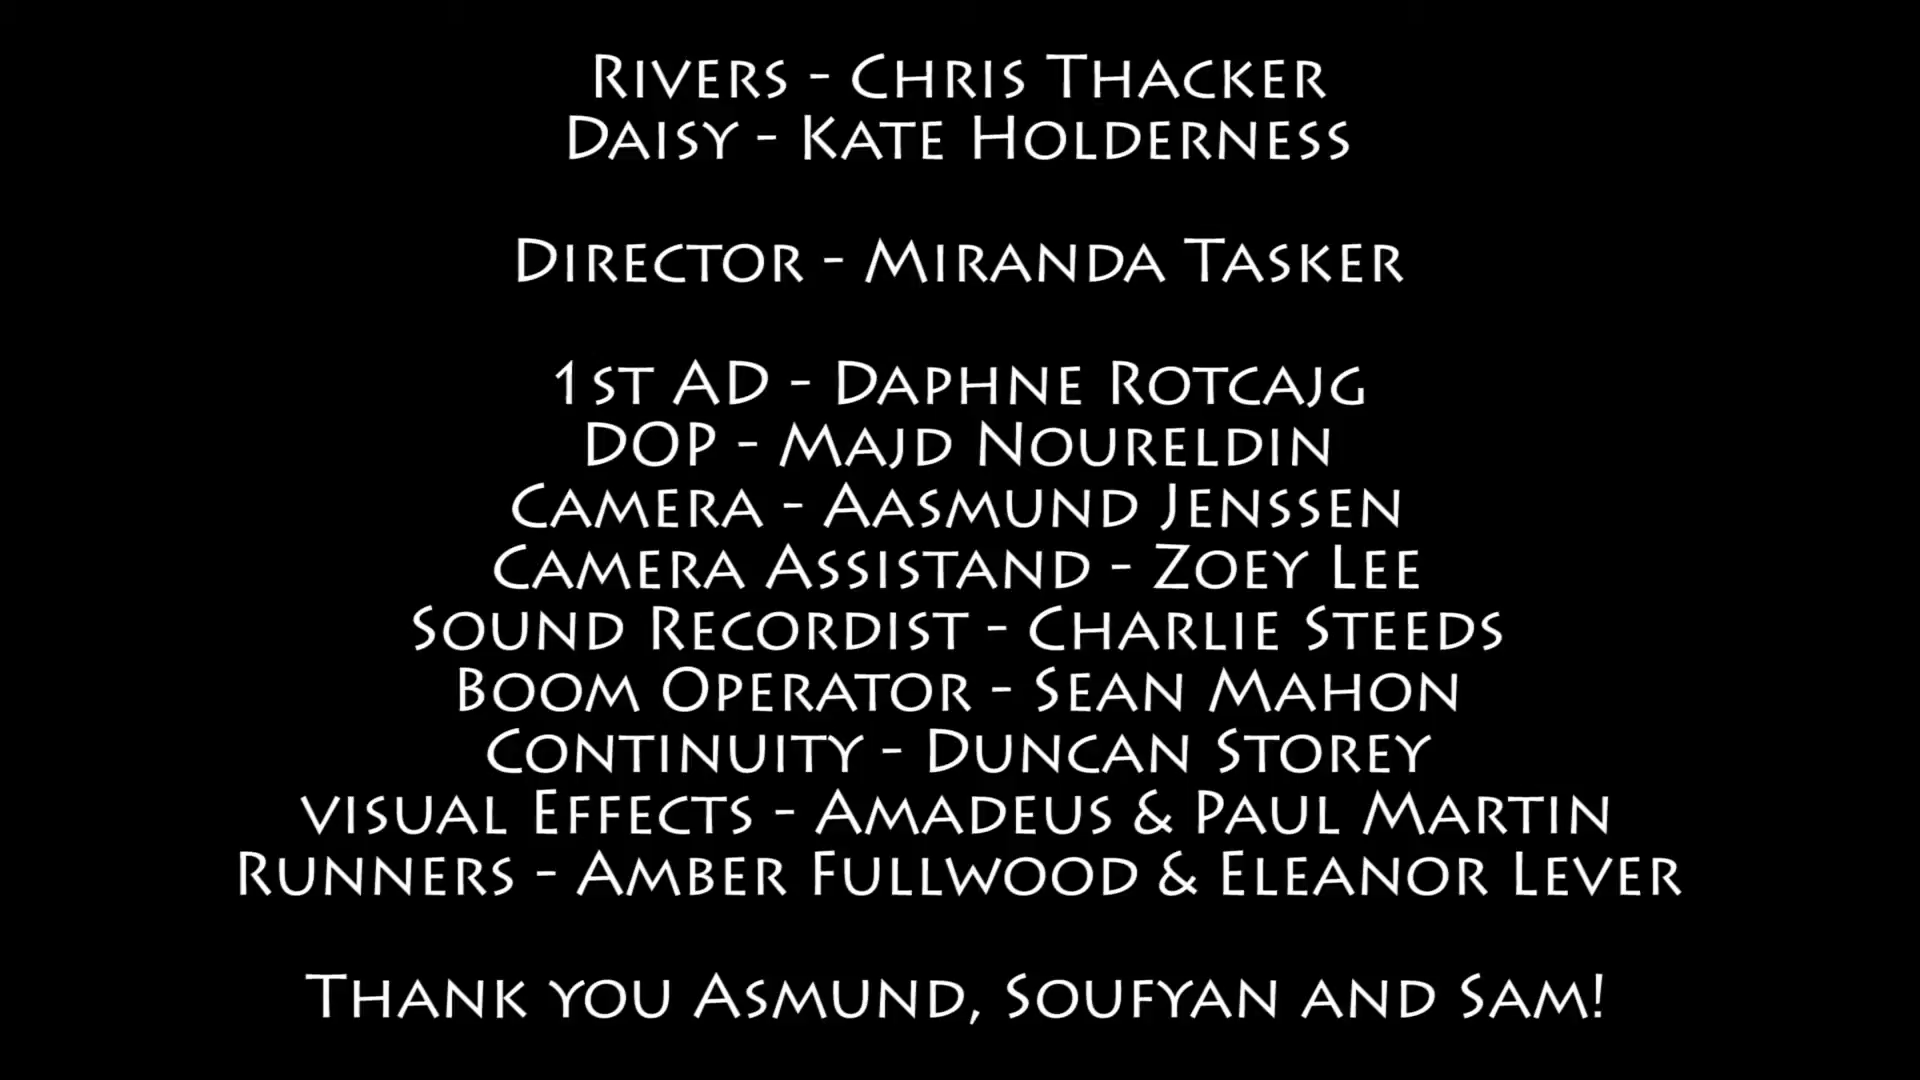 Rivers - Chris Thacker
Daisy - Kate Holderness
Director - Miranda Tasker
1st AD - Daphne Rotcajg
DOP - Majd Noureldin
Camera - Aasmund Jenssen
Camera Assistand - Zoey Lee
Sound Recordist - Charlie Steeds
Boom Operator - Sean Mahon
Continuity - Duncan Storey
visual Effects - Amadeus & Paul Martin
Runners - Amber Fullwood & Eleanor Lever
Thank you Asmund, Soufyan and Sam!